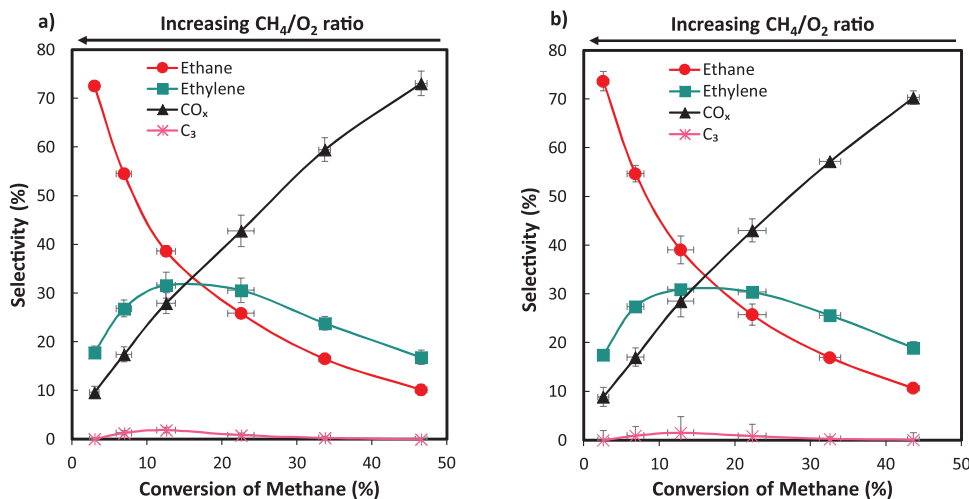 a)
Increasing CH₄/O₂ ratio
80
70
60
50
40
30
20
10
0
Selectivity (%)
Ethane
Ethylene
COₓ
C₃
0 10 20 30 40 50
Conversion of Methane (%)
b)
Increasing CH₄/O₂ ratio
80
70
60
50
40
30
20
10
0
Selectivity (%)
Ethane
Ethylene
COₓ
C₃
0 10 20 30 40 50
Conversion of Methane (%)